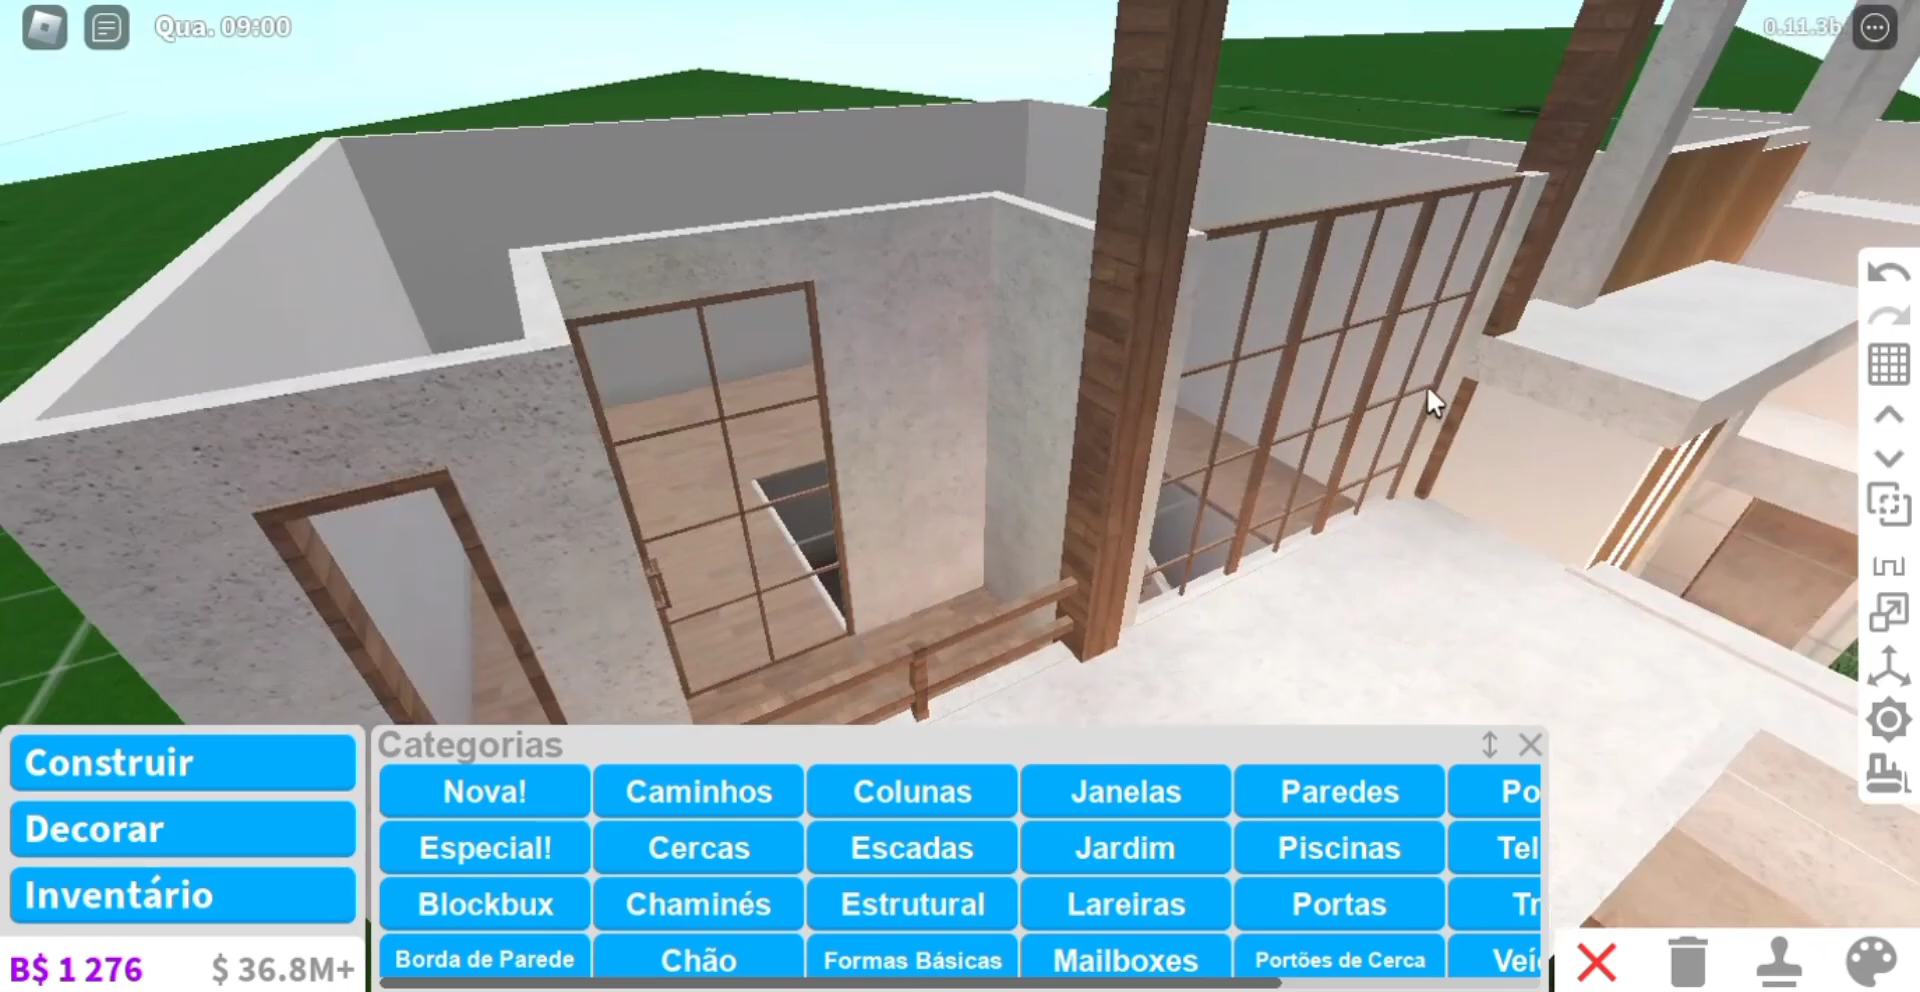 Qua. 09:00
0.11.3b
Construir
Decorar
Inventário
B$ 1 276
$ 36.8M+
Categorias
Nova! Caminhos Colunas Janelas Paredes Po
Especial! Cercas Escadas Jardim Piscinas Tel
Blockbux Chaminés Estrutural Lareiras Portas Tr
Borda de Parede Chão Formas Básicas Mailboxes Portões de Cerca Veíc